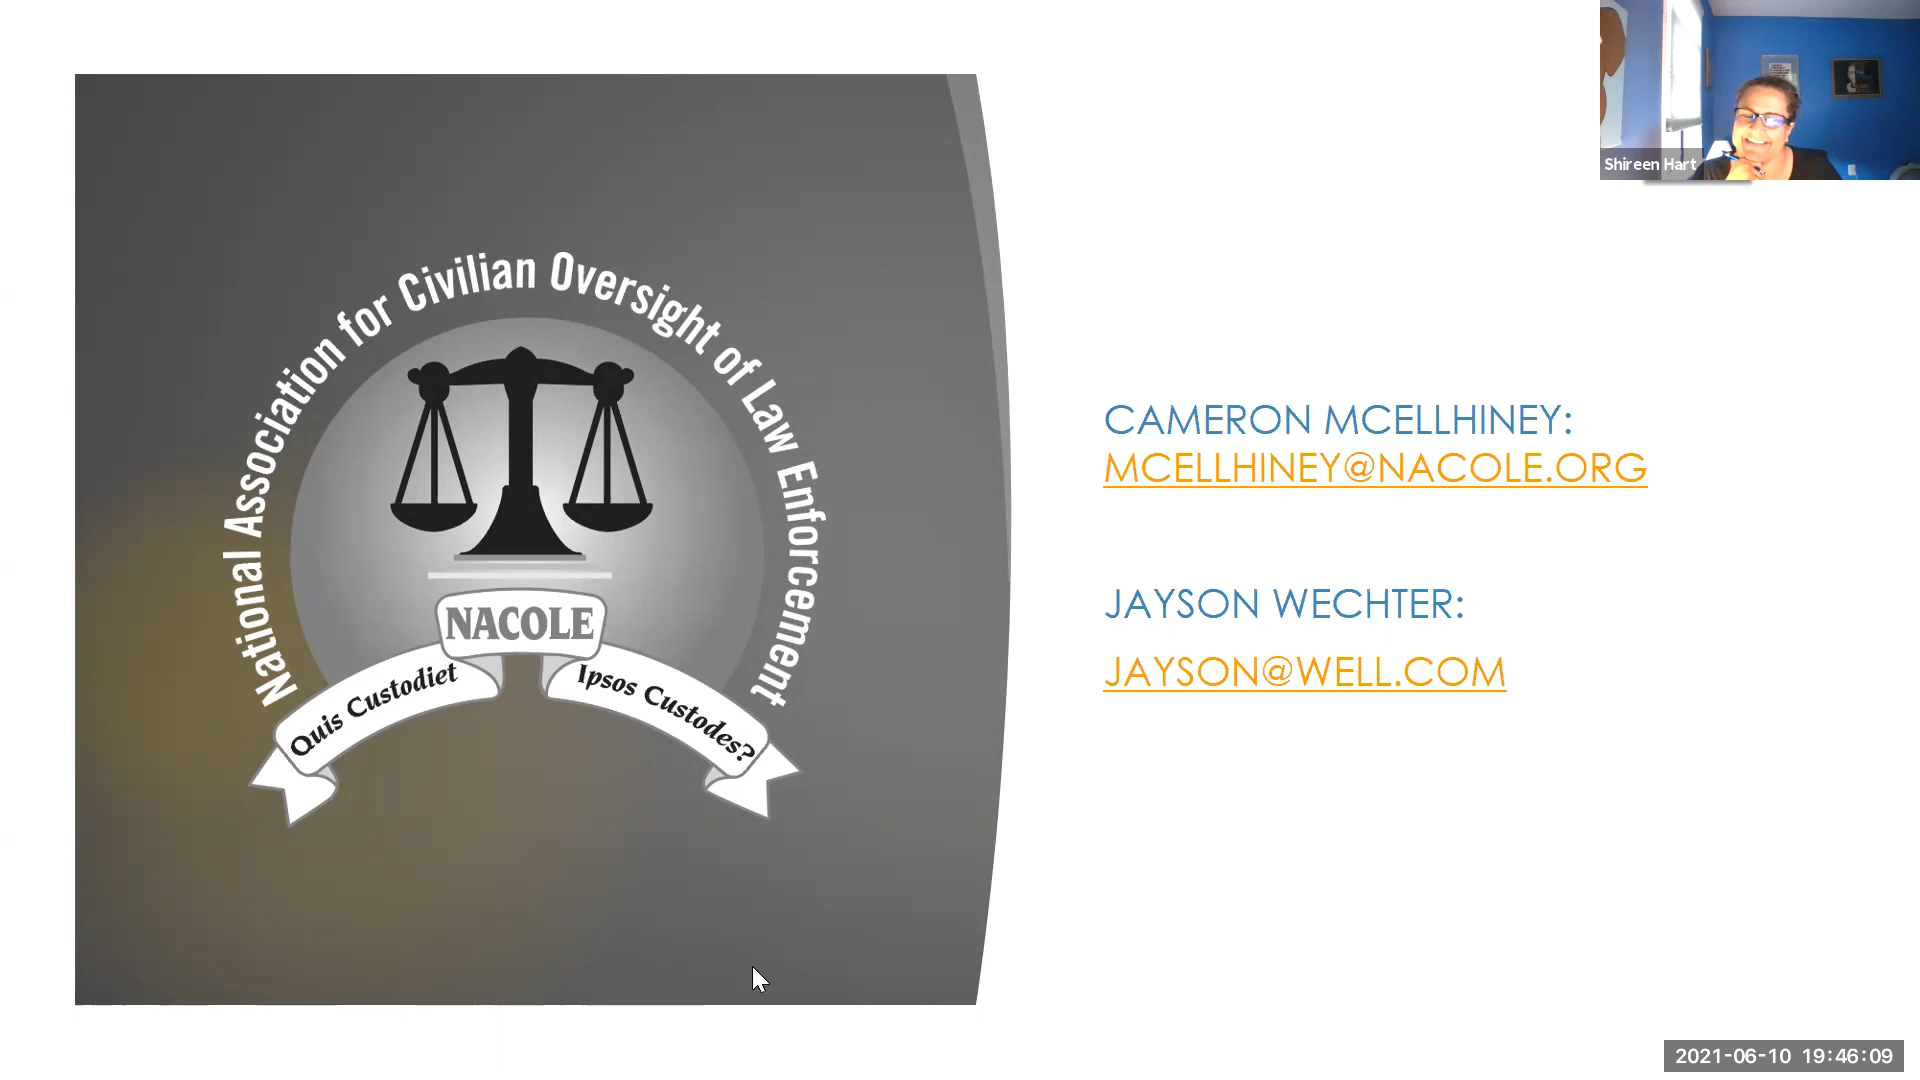 National Association for Civilian Oversight of Law Enforcement
NACOLE
Quis Custodiet
Ipsos Custodes?
CAMERON MCELLHINEY:
MCELLHINEY@NACOLE.ORG
JAYSON WECHTER:
JAYSON@WELL.COM
Shireen Hart
2021-06-10 19:46:09